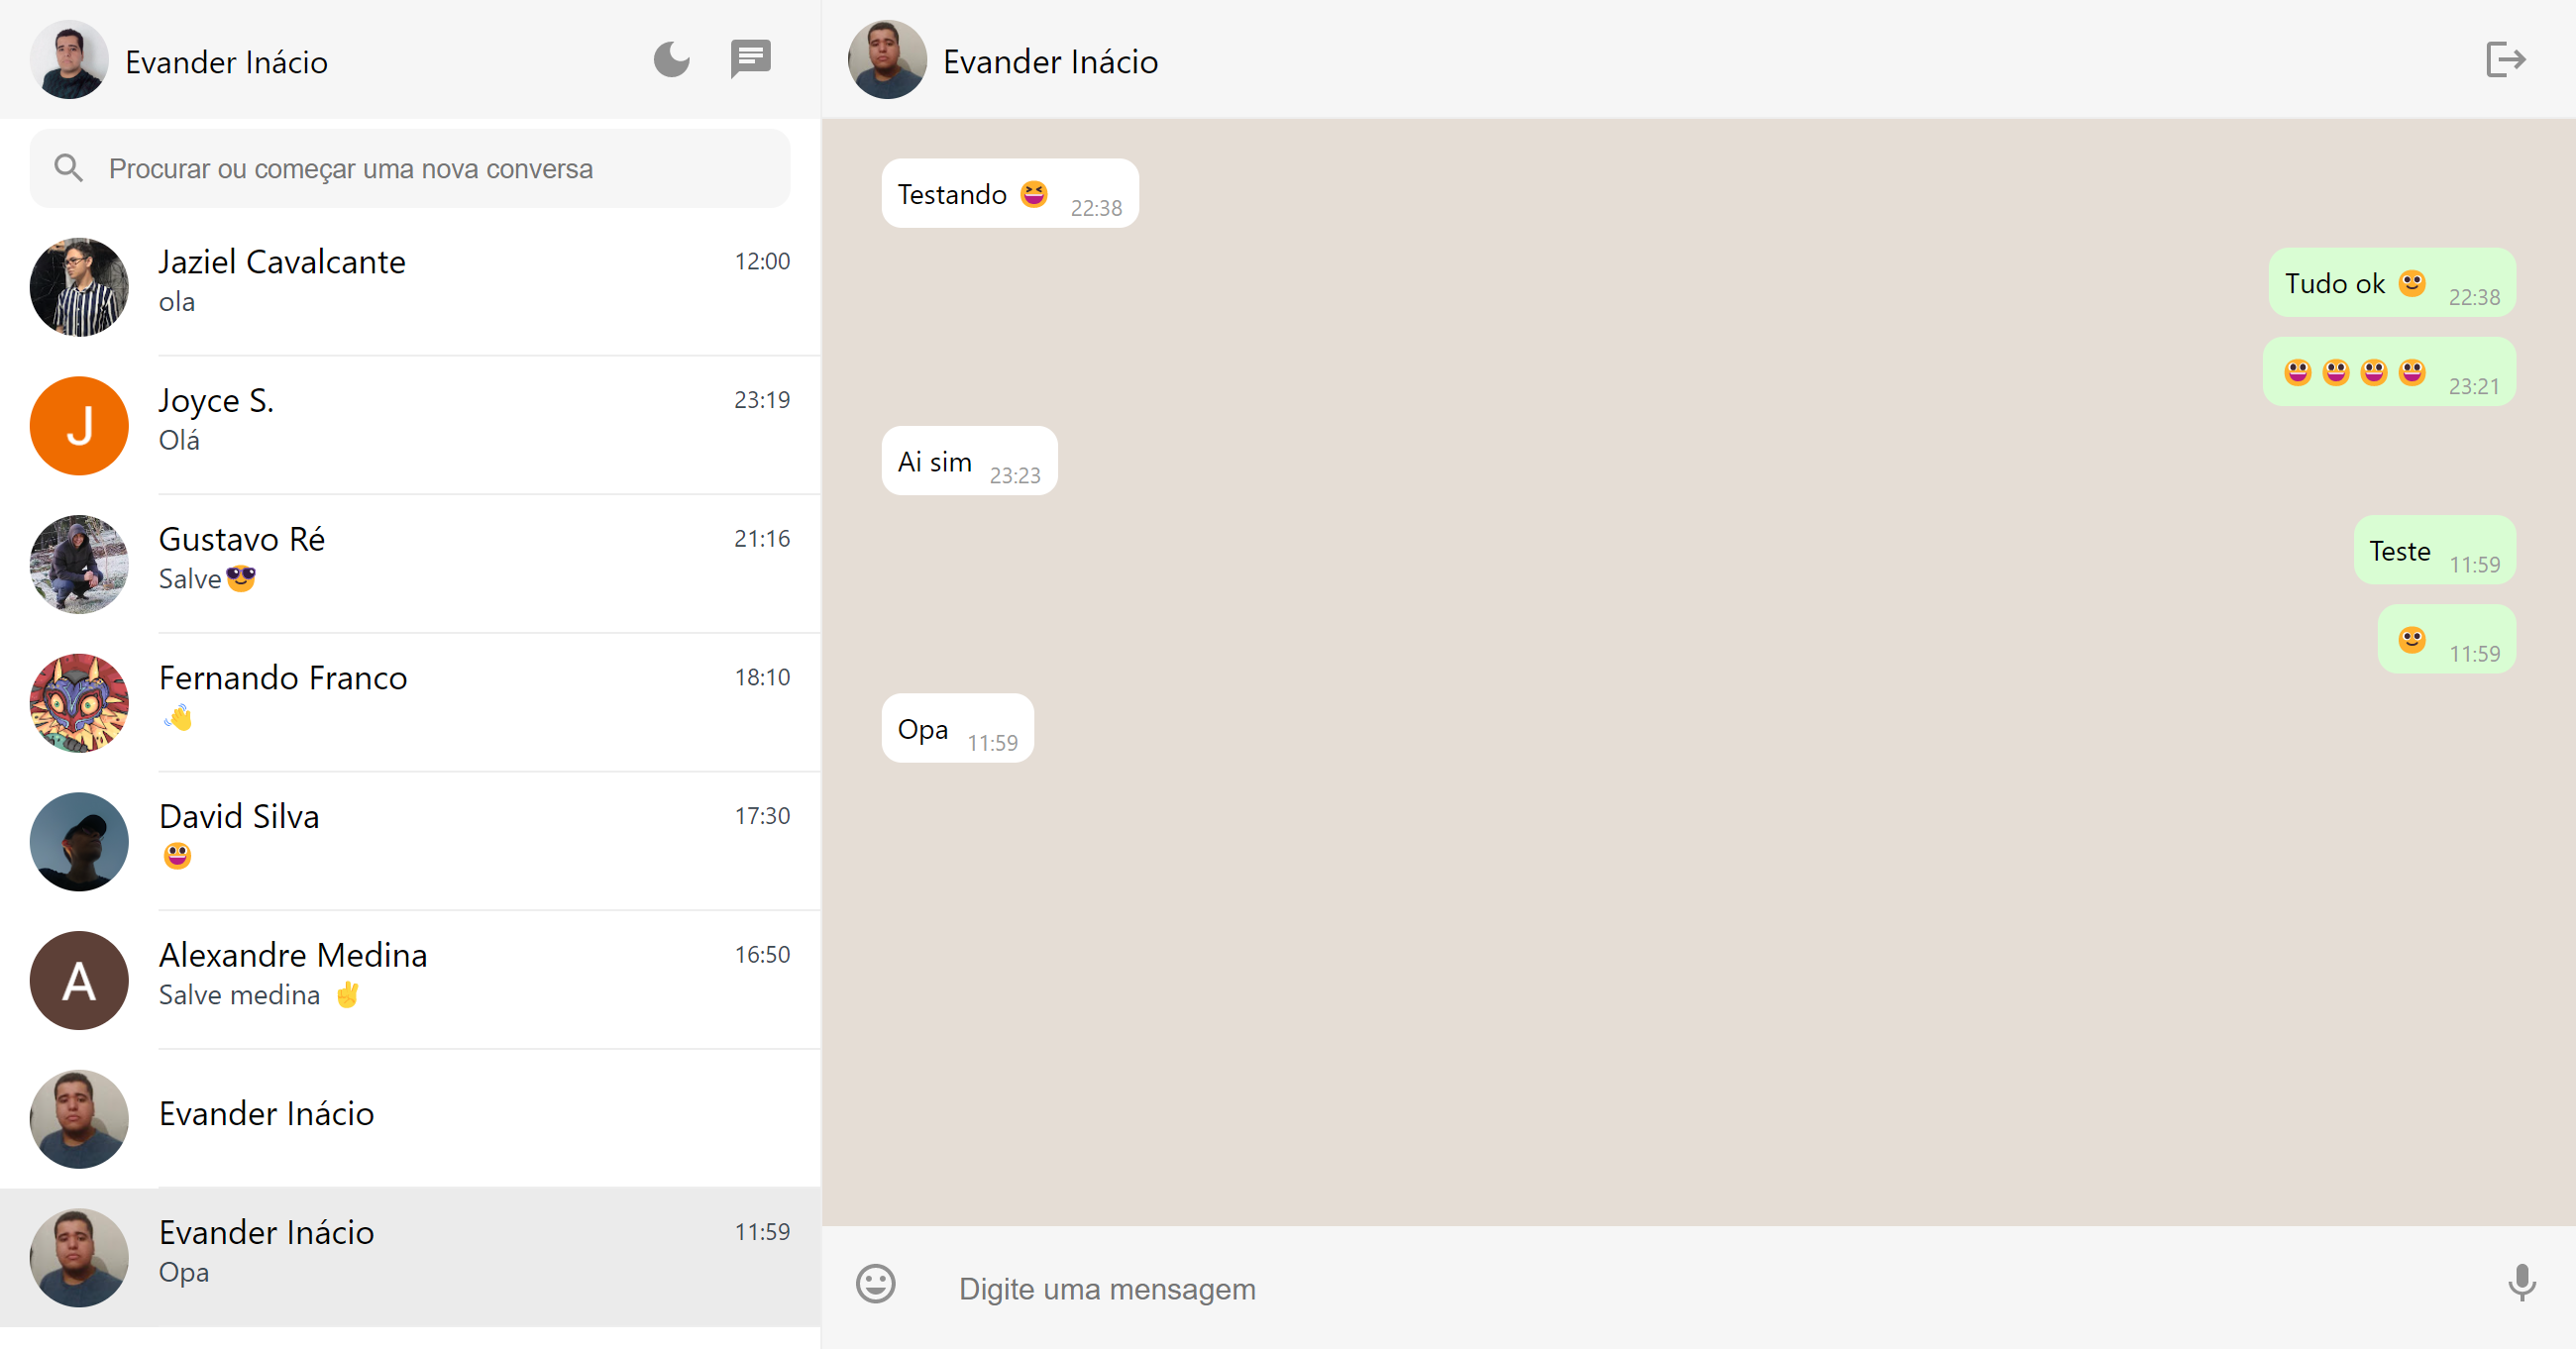 Evander Inácio
Procurar ou começar uma nova conversa
Jaziel Cavalcante 12:00
ola
J
Joyce S. 23:19
Olá
Gustavo Ré 21:16
Salve😎
Fernando Franco 18:10
👋
David Silva 17:30
😃
A
Alexandre Medina 16:50
Salve medina ✌
Evander Inácio
Evander Inácio 11:59
Opa
Evander Inácio
Testando 😆 22:38
Tudo ok 🙂 22:38
😃 😃 😃 😃 23:21
Ai sim 23:23
Teste 11:59
🙂 11:59
Opa 11:59
Digite uma mensagem